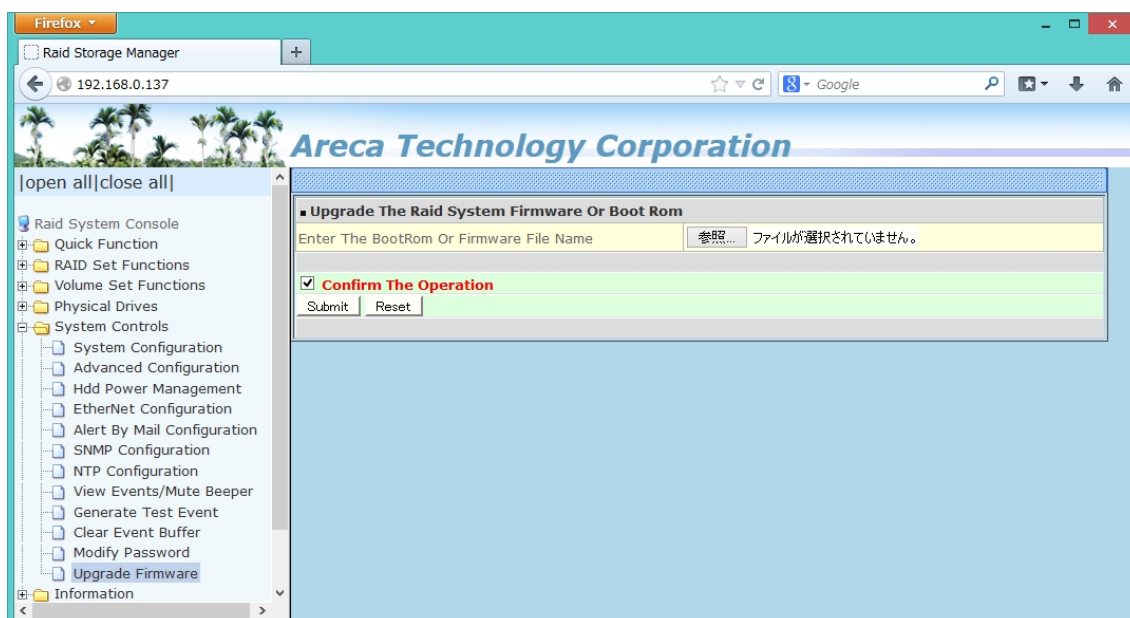 Firefox
Raid Storage Manager
192.168.0.137
Google
Areca Technology Corporation
|open all|close all|
Raid System Console
Quick Function
RAID Set Functions
Volume Set Functions
Physical Drives
System Controls
System Configuration
Advanced Configuration
Hdd Power Management
EtherNet Configuration
Alert By Mail Configuration
SNMP Configuration
NTP Configuration
View Events/Mute Beeper
Generate Test Event
Clear Event Buffer
Modify Password
Upgrade Firmware
Information
Upgrade The Raid System Firmware Or Boot Rom
Enter The BootRom Or Firmware File Name 参照... ファイルが選択されていません。
Confirm The Operation
Submit Reset